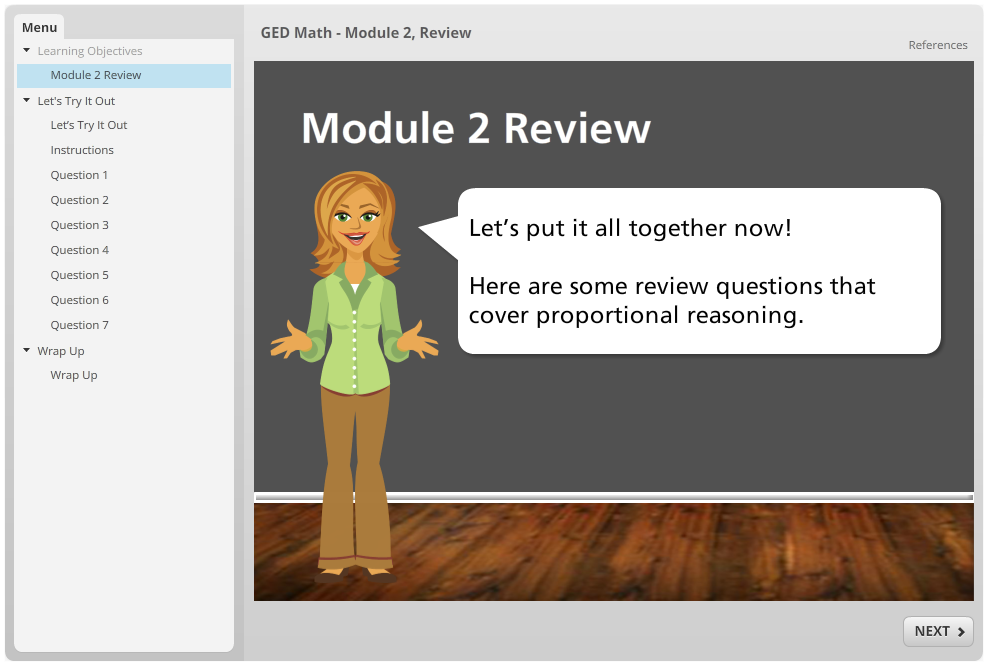 Menu
Learning Objectives
Module 2 Review
Let's Try It Out
Let's Try It Out
Instructions
Question 1
Question 2
Question 3
Question 4
Question 5
Question 6
Question 7
Wrap Up
Wrap Up
GED Math - Module 2, Review
References
Module 2 Review
Let's put it all together now!
Here are some review questions that
cover proportional reasoning.
NEXT